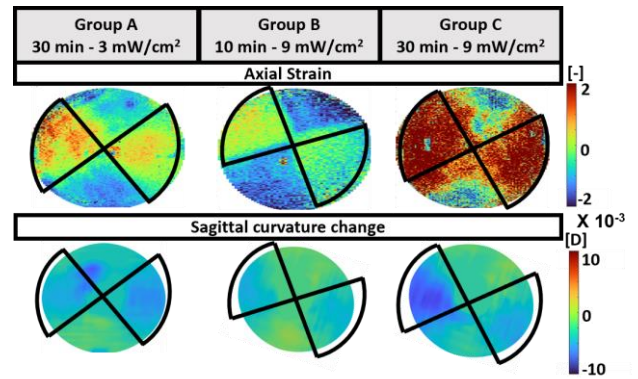 Group A
30 min - 3 mW/cm²
Group B
10 min - 9 mW/cm²
Group C
30 min - 9 mW/cm²
Axial Strain
[-]
2
0
-2
X 10⁻³
Sagittal curvature change
[D]
10
0
-10